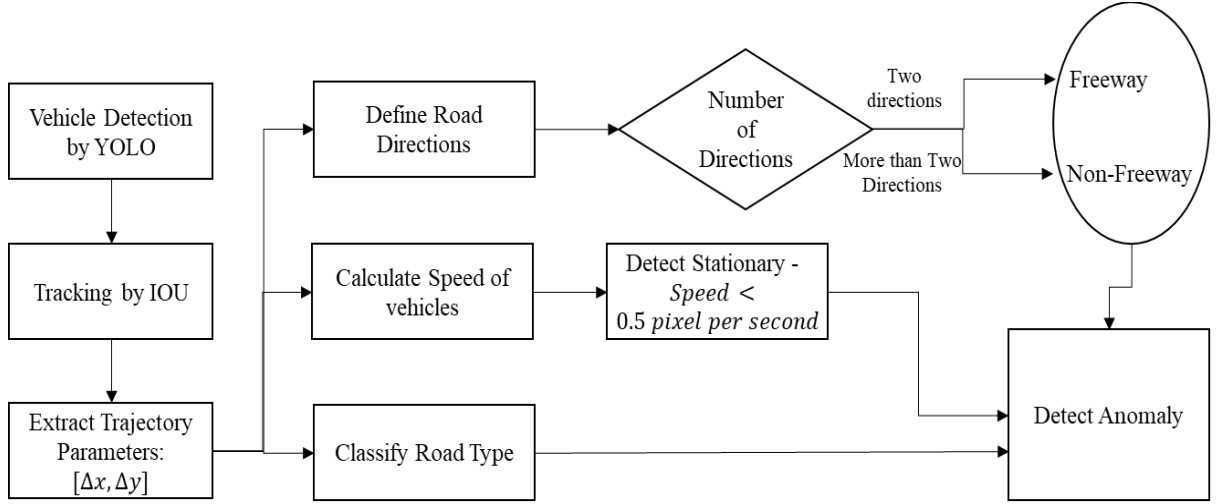 Vehicle Detection
by YOLO
Tracking by IOU
Extract Trajectory
Parameters:
[Δx, Δy]
Define Road
Directions
Number
of
Directions
Two
directions
More than Two
Directions
Freeway
Non-Freeway
Calculate Speed of
vehicles
Detect Stationary -
Speed <
0.5 pixel per second
Classify Road Type
Detect Anomaly